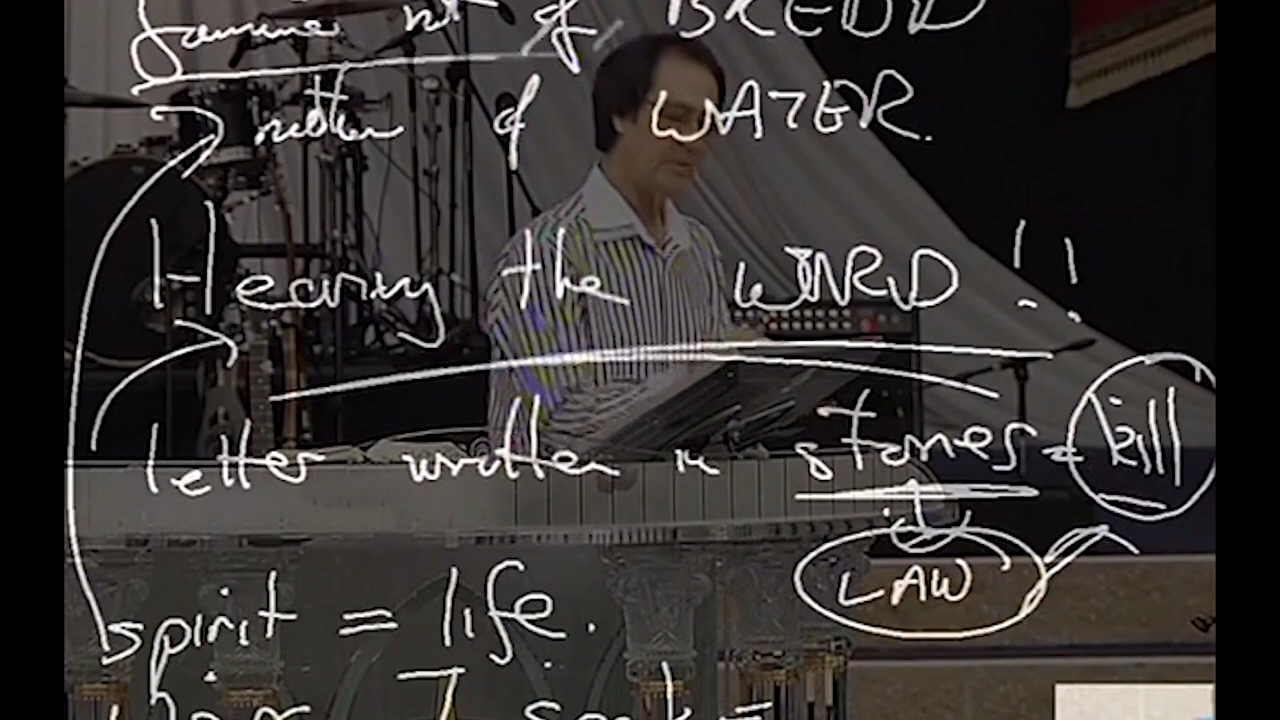 famine not of BREAD
neither of WATER.
Hearing the WORD!!
letter written in stones = kill
LAW
spirit = life.